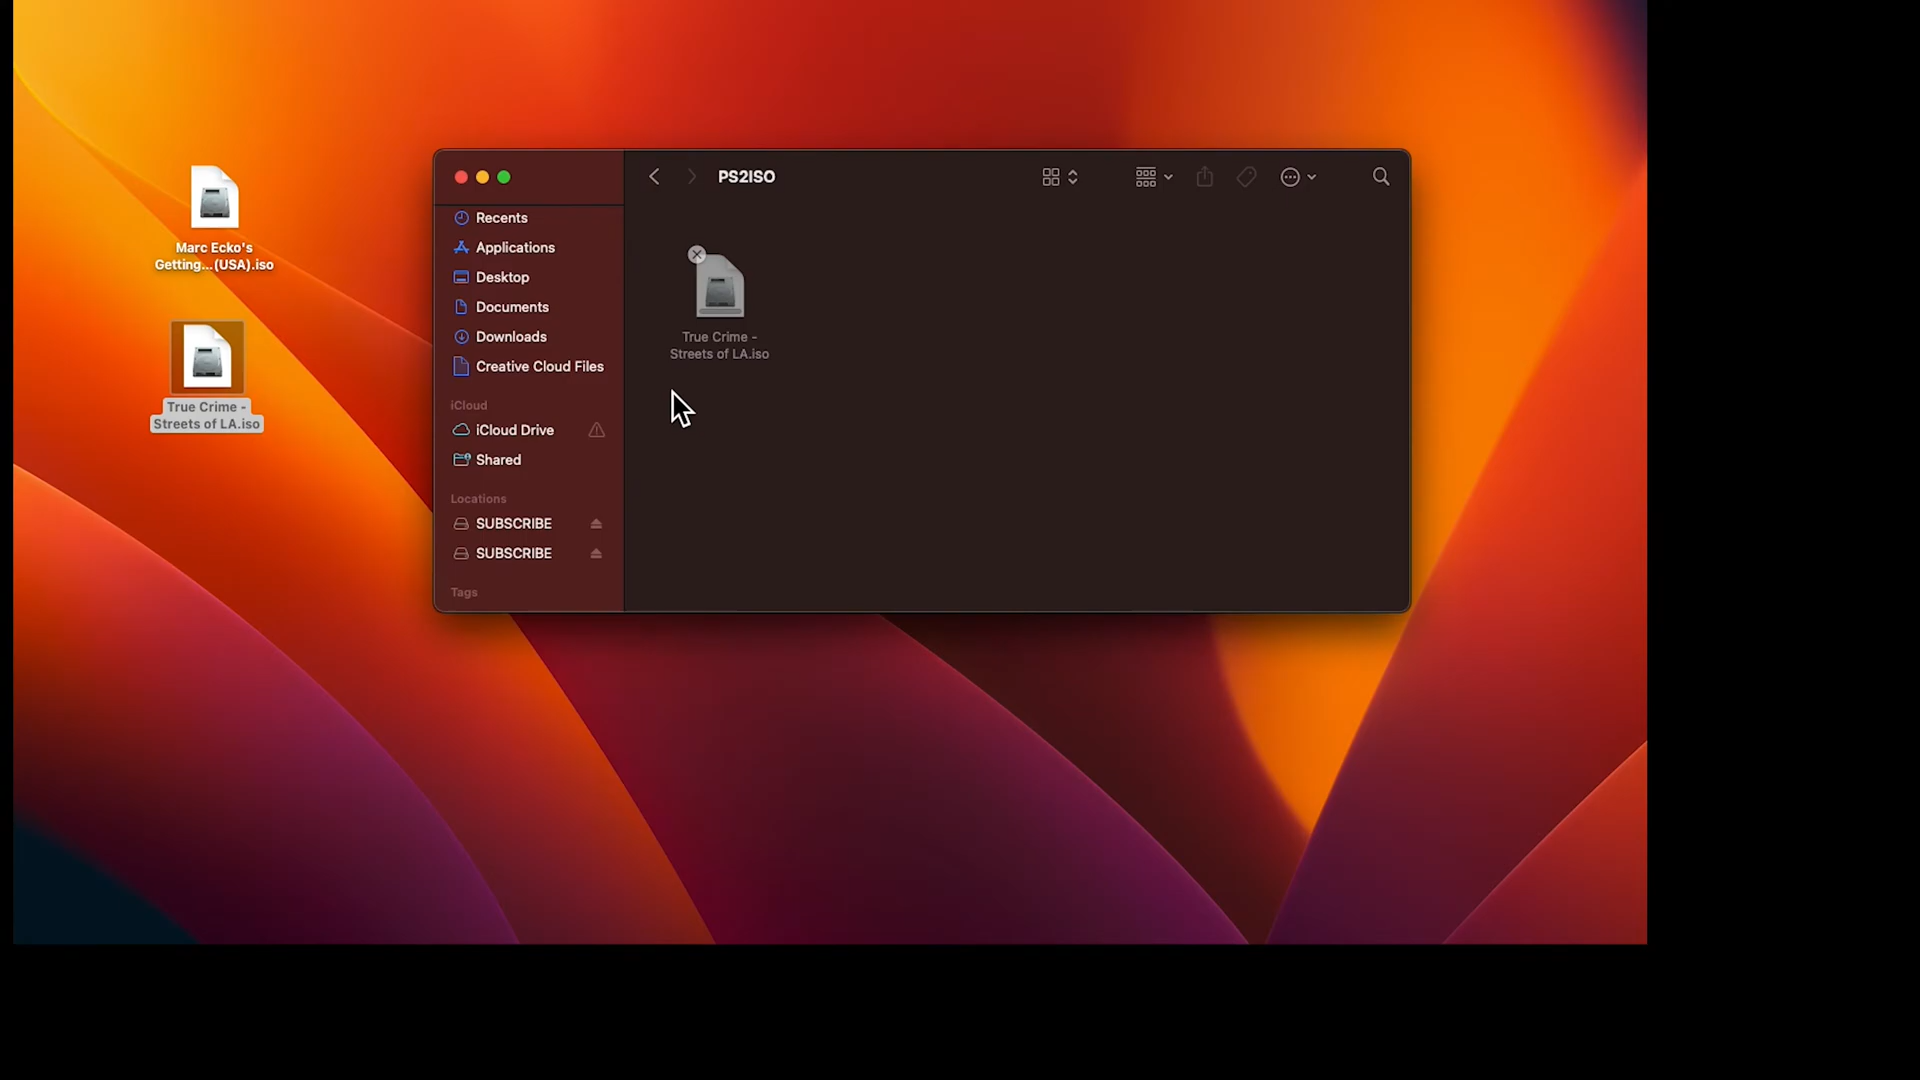 PS2ISO
Recents
Applications
Desktop
Documents
Downloads
Creative Cloud Files
iCloud
iCloud Drive
Shared
Locations
SUBSCRIBE
SUBSCRIBE
Tags
True Crime -
Streets of LA.iso
Marc Ecko's
Getting...(USA).iso
True Crime -
Streets of LA.iso